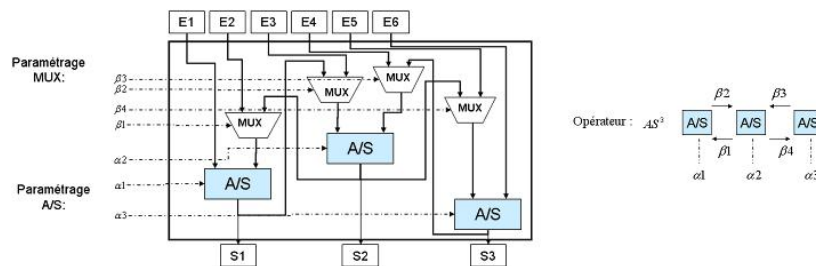 E1 E2 E3 E4 E5 E6
Paramétrage
MUX:
β3
β2
β4
β1
MUX
MUX
MUX
MUX
α2
A/S
Paramétrage
A/S:
α1
A/S
α3
A/S
S1 S2 S3
Opérateur : AS³
β2 β3
A/S A/S A/S
β1 β4
α1 α2 α3